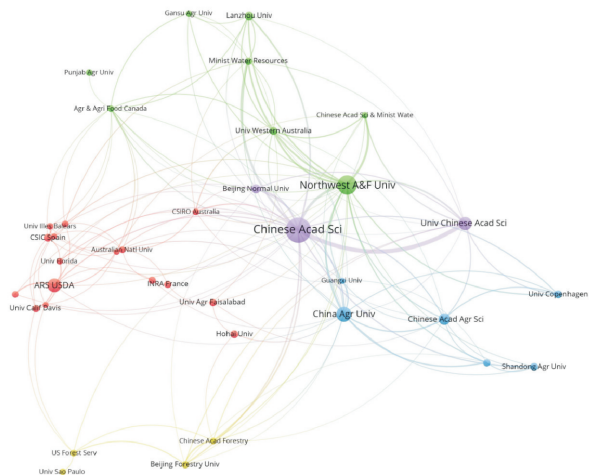 Gansu Agr Univ
Lanzhou Univ
Minist Water Resources
Punjab Agr Univ
Agr & Agri Food Canada
Chinese Acad Sci & Minist Wate
Univ Western Australia
Northwest A&F Univ
Beijing Normal Univ
CSIRO Australia
Univ Chinese Acad Sci
Univ Illes Balears
Chinese Acad Sci
CSIC Spain
Australian Natl Univ
Univ Florida
Guangxi Univ
ARS USDA
INRA France
Univ Copenhagen
Univ Calif Davis
Univ Agr Faisalabad
China Agr Univ
Chinese Acad Agr Sci
Hohai Univ
Shandong Agr Univ
Chinese Acad Forestry
US Forest Serv
Beijing Forestry Univ
Univ Sao Paulo